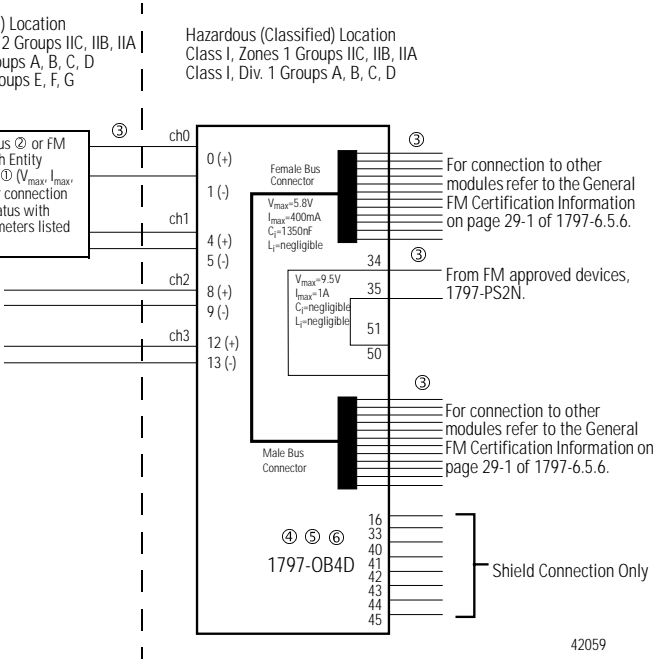 ) Location
2 Groups IIC, IIB, IIA
oups A, B, C, D
oups E, F, G
Hazardous (Classified) Location
Class I, Zones 1 Groups IIC, IIB, IIA
Class I, Div. 1 Groups A, B, C, D
us ② or FM
h Entity
① (Vmax, Imax,
r connection
atus with
meters listed
③
ch0
0 (+)
1 (-)
ch1
4 (+)
5 (-)
ch2
8 (+)
9 (-)
ch3
12 (+)
13 (-)
Female Bus
Connector
Vmax=5.8V
Imax=400mA
Ci=1350nF
Li=negligible
③
For connection to other
modules refer to the General
FM Certification Information
on page 29-1 of 1797-6.5.6.
Vmax=9.5V
Imax=1A
Ci=negligible
Li=negligible
34
35
51
50
③
From FM approved devices,
1797-PS2N.
③
For connection to other
modules refer to the General
FM Certification Information on
page 29-1 of 1797-6.5.6.
Male Bus
Connector
④ ⑤ ⑥
1797-OB4D
16
33
40
41
42
43
44
45
Shield Connection Only
42059